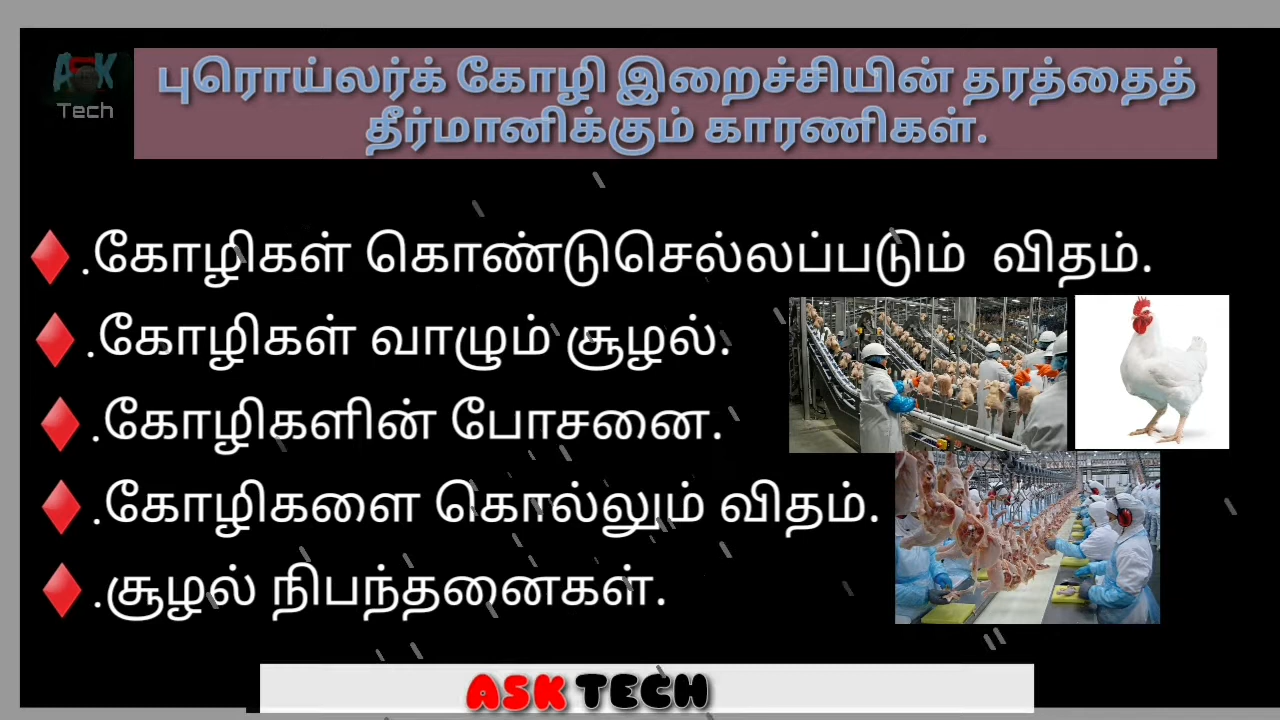 ASK
Tech
புரொய்லர்க் கோழி இறைச்சியின் தரத்தைத்
தீர்மானிக்கும் காரணிகள்.
.கோழிகள் கொண்டுசெல்லப்படும் விதம்.
.கோழிகள் வாழும் சூழல்.
.கோழிகளின் போசனை.
.கோழிகளை கொல்லும் விதம்.
.சூழல் நிபந்தனைகள்.
ASK TECH